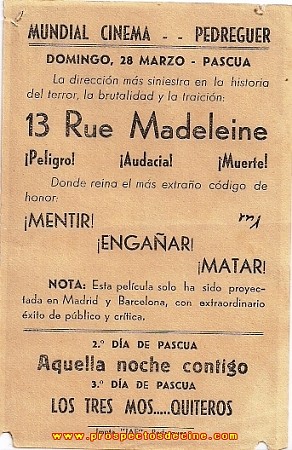 MUNDIAL CINEMA - - PEDREGUER
DOMINGO, 28 MARZO - PASCUA
La dirección más siniestra en la historia
del terror, la brutalidad y la traición:
13 Rue Madeleine
¡Peligro! ¡Audacia! ¡Muerte!
Donde reina el más extraño código de
honor:
¡MENTIR!
¡ENGAÑAR!
¡MATAR!
NOTA: Esta película solo ha sido proyec-
tada en Madrid y Barcelona, con extraordinario
éxito de público y crítica.
2.º DÍA DE PASCUA
Aquella noche contigo
3.º DÍA DE PASCUA
LOS TRES MOS.....QUITEROS
www.prospectosdecine.com